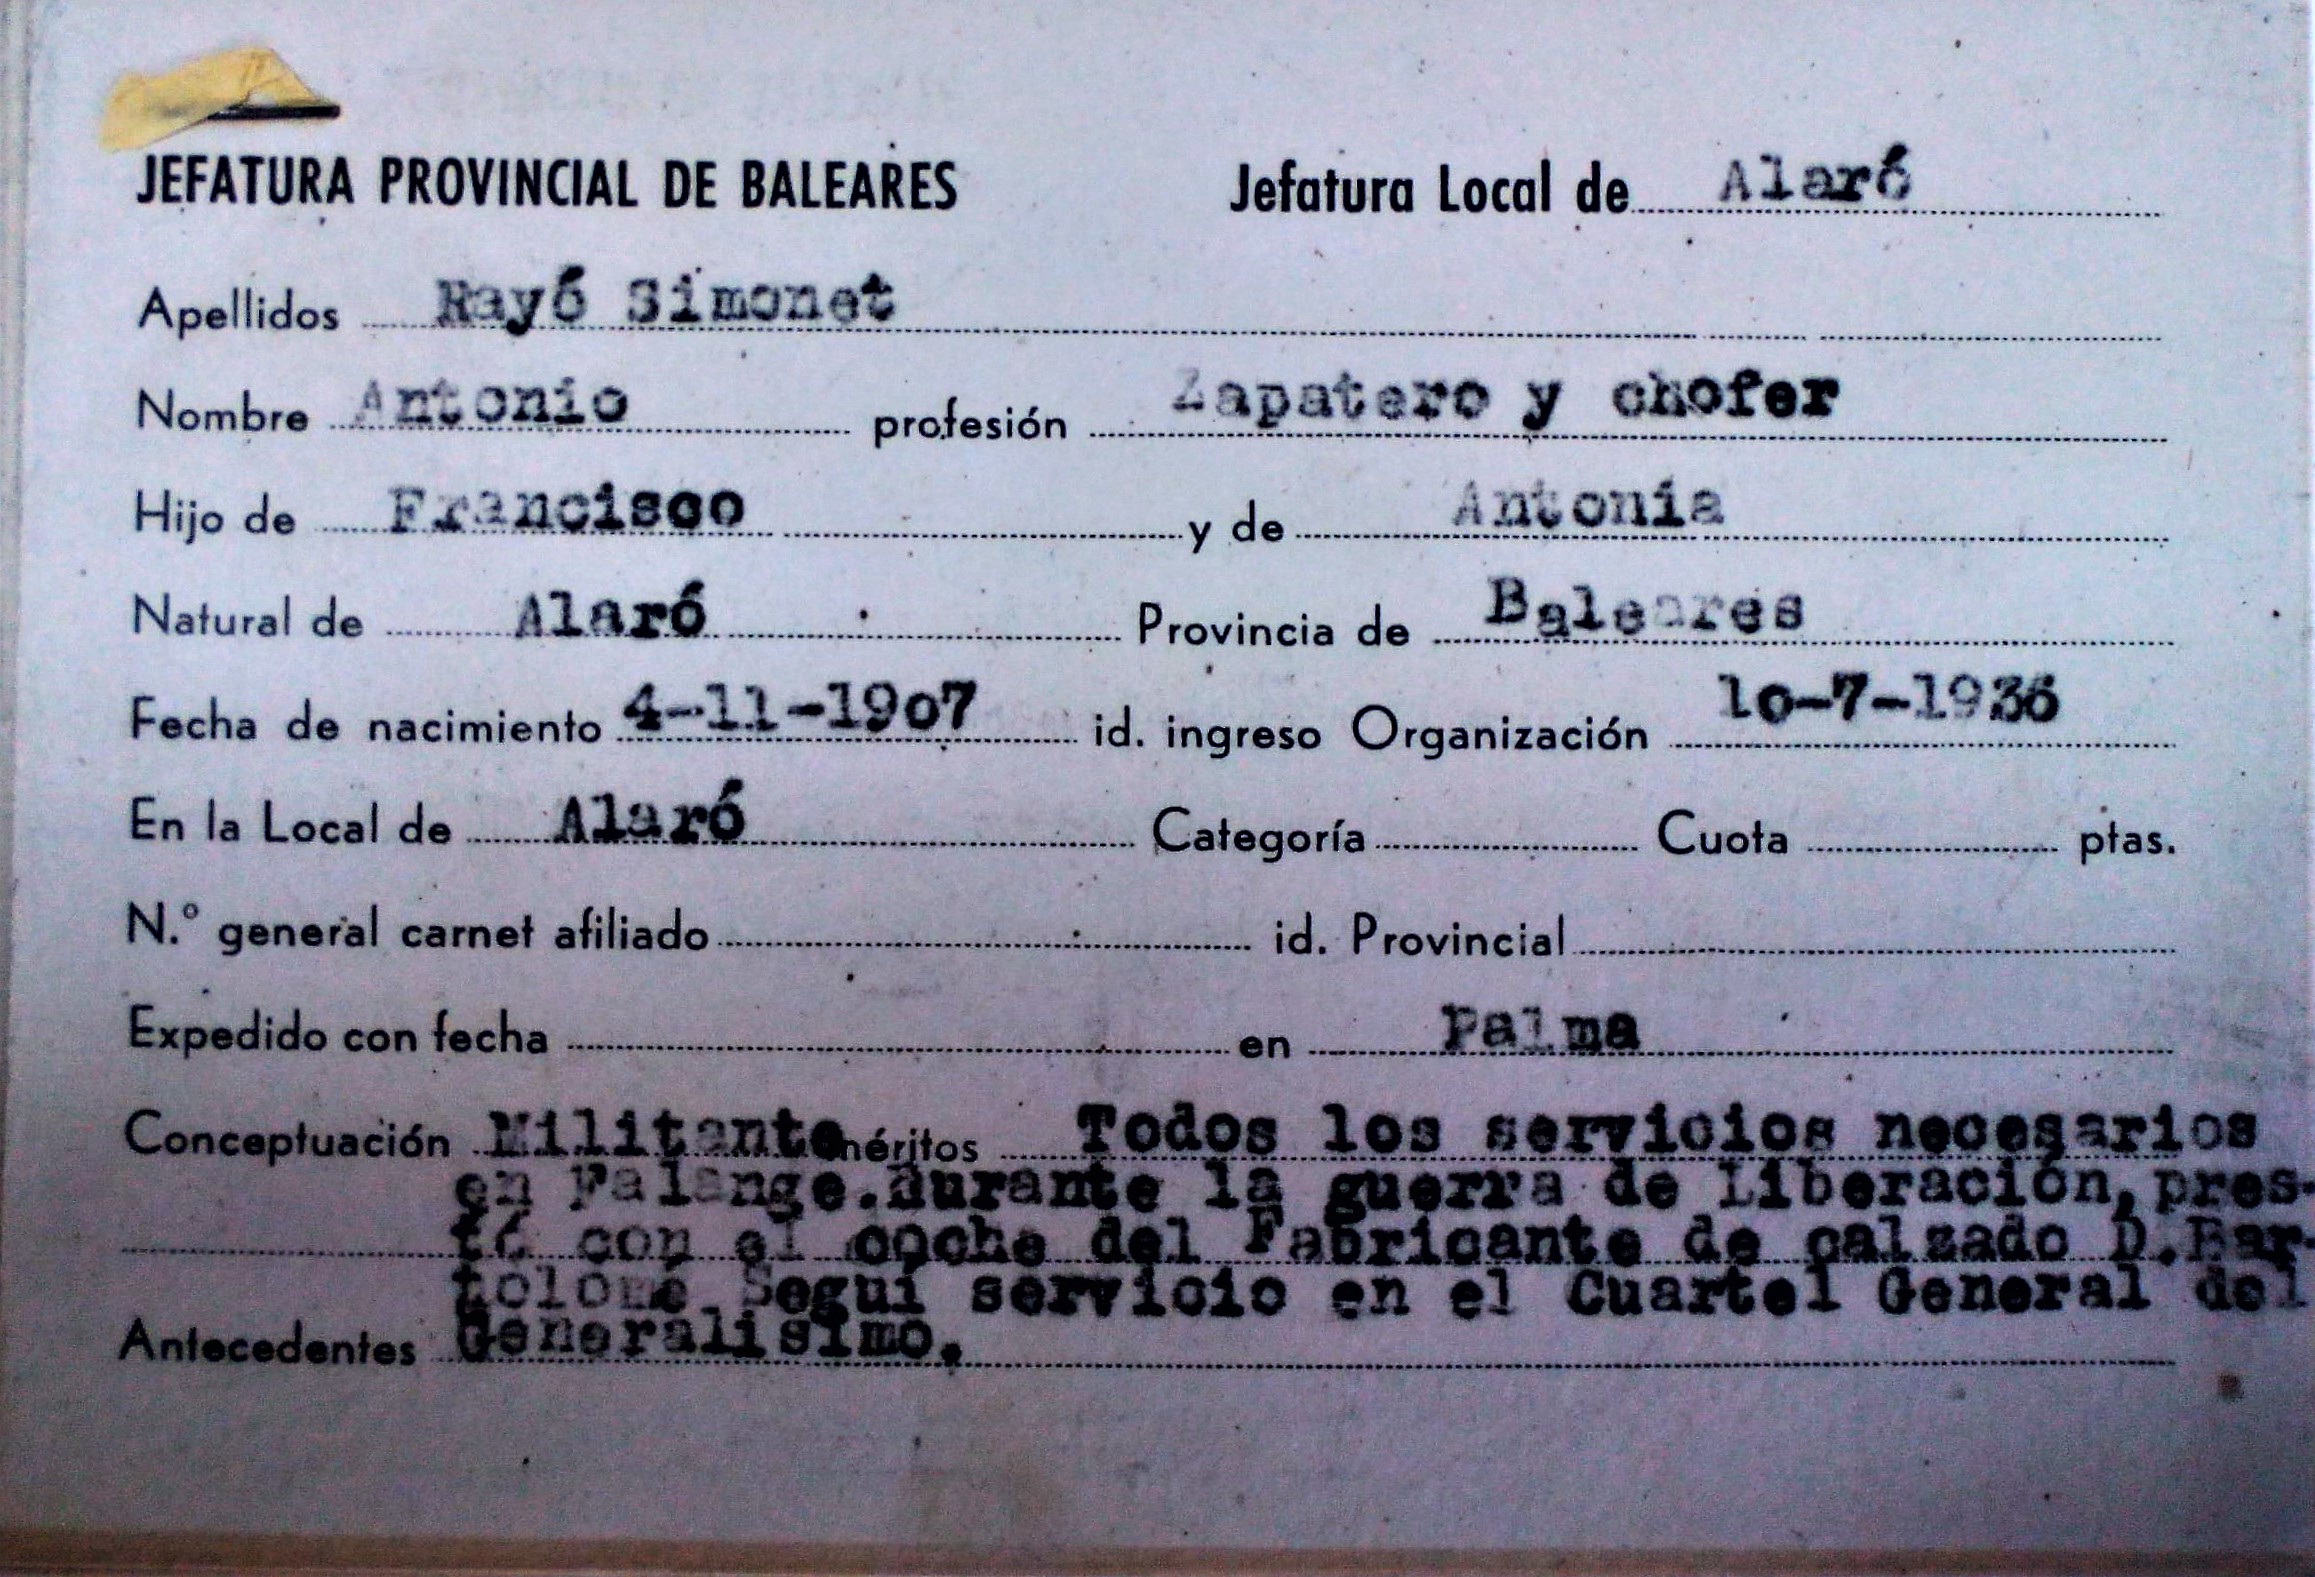 JEFATURA PROVINCIAL DE BALEARES Jefatura Local de Alaró
Apellidos Rayó Simonet
Nombre Antonio profesión Zapatero y chofer
Hijo de Francisco y de Antonia
Natural de Alaró Provincia de Baleares
Fecha de nacimiento 4-11-1907 id. ingreso Organización 10-7-1936
En la Local de Alaró Categoría Cuota ptas.
N.º general carnet afiliado id. Provincial
Expedido con fecha en Palma
Conceptuación Militante méritos Todos los servicios necesarios
en Falange.durante la guerra de Liberación, pres-
tó con el coche del Fabricante de calzado D.Bar-
tolomé Seguí servicio en el Cuartel General del
Antecedentes Generalisimo.